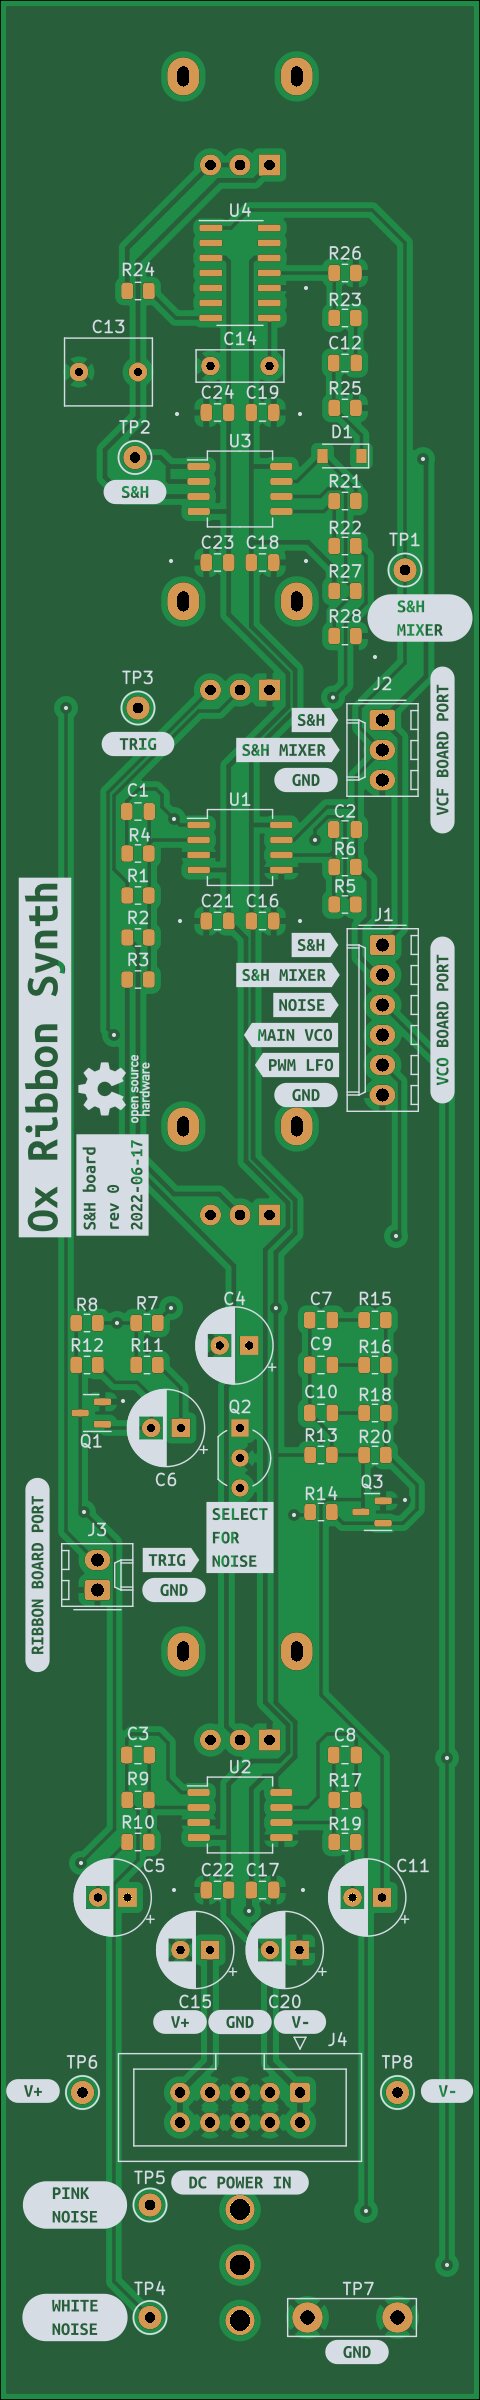 U4
R26
R24
R23
C13
C14
C12
C24 C19
R25
TP2
D1
U3
S&H
R21
R22
TP1
C23 C18
R27
S&H
MIXER
R28
TP3
J2
S&H
TRIG
S&H MIXER
GND
VCF BOARD PORT
C1
U1
C2
R4
R6
R1
R5
C21 C16
J1
R2
S&H
R3
S&H MIXER
NOISE
MAIN VCO
PWM LFO
GND
VCO BOARD PORT
Ox Ribbon Synth
open source
hardware
S&H board
rev 0
2022-06-17
R8
R7
C4
C7
R15
+
R12
R11
C9
R16
C10
R18
Q2
Q1
+
R13
R20
C6
Q3
R14
SELECT
FOR
NOISE
RIBBON BOARD PORT
J3
TRIG
GND
C3
C8
U2
R9
R17
R10
R19
C5
C22 C17
C11
+
+
+
+
C15
C20
V+
GND
V-
J4
TP6
TP8
V+
V-
DC POWER IN
TP5
PINK
NOISE
TP4
TP7
WHITE
NOISE
GND